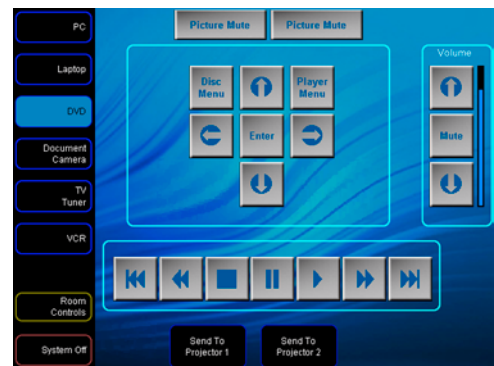 PC
Laptop
DVD
Document
Camera
TV
Tuner
VCR
Room
Controls
System Off
Picture Mute
Picture Mute
Disc
Menu
Player
Menu
Enter
Volume
Mute
Send To
Projector 1
Send To
Projector 2